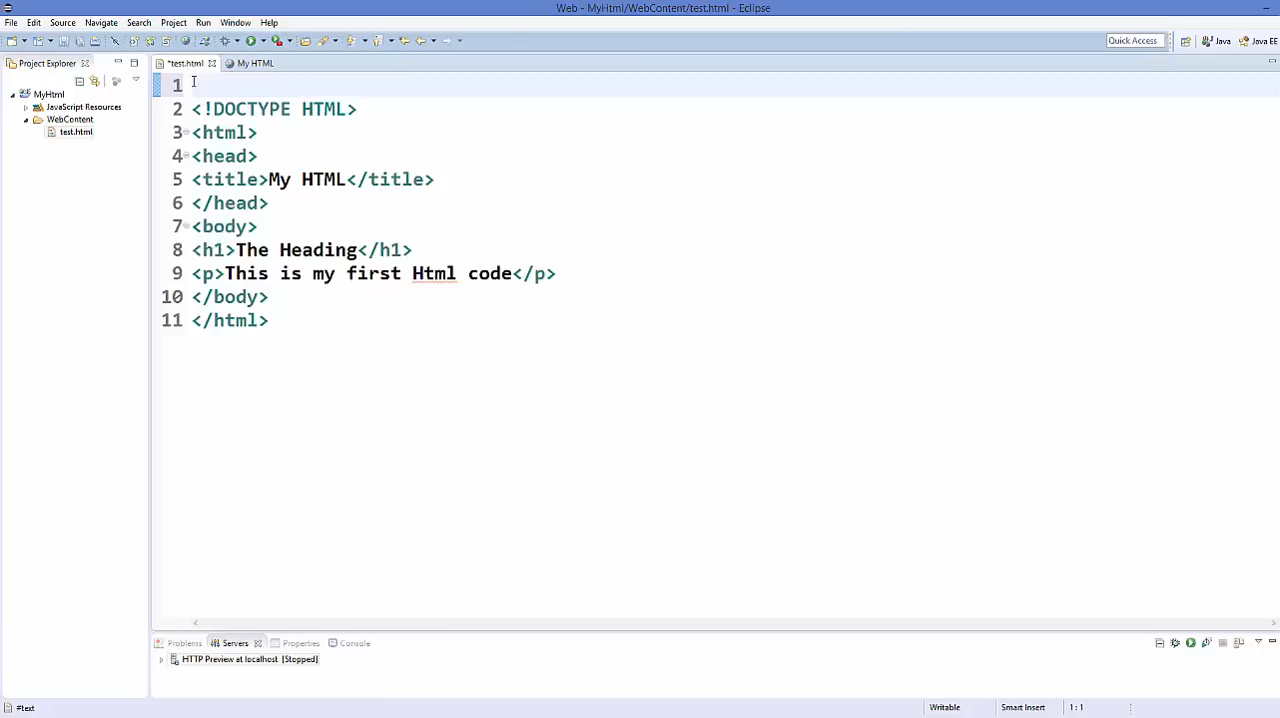 Web - MyHtml/WebContent/test.html - Eclipse
File Edit Source Navigate Search Project Run Window Help
Quick Access Java Java EE
Project Explorer *test.html My HTML
MyHtml
JavaScript Resources
WebContent
test.html
1
2 <!DOCTYPE HTML>
3 <html>
4 <head>
5 <title>My HTML</title>
6 </head>
7 <body>
8 <h1>The Heading</h1>
9 <p>This is my first Html code</p>
10 </body>
11 </html>
Problems Servers Properties Console
HTTP Preview at localhost [Stopped]
#text Writable Smart Insert 1:1